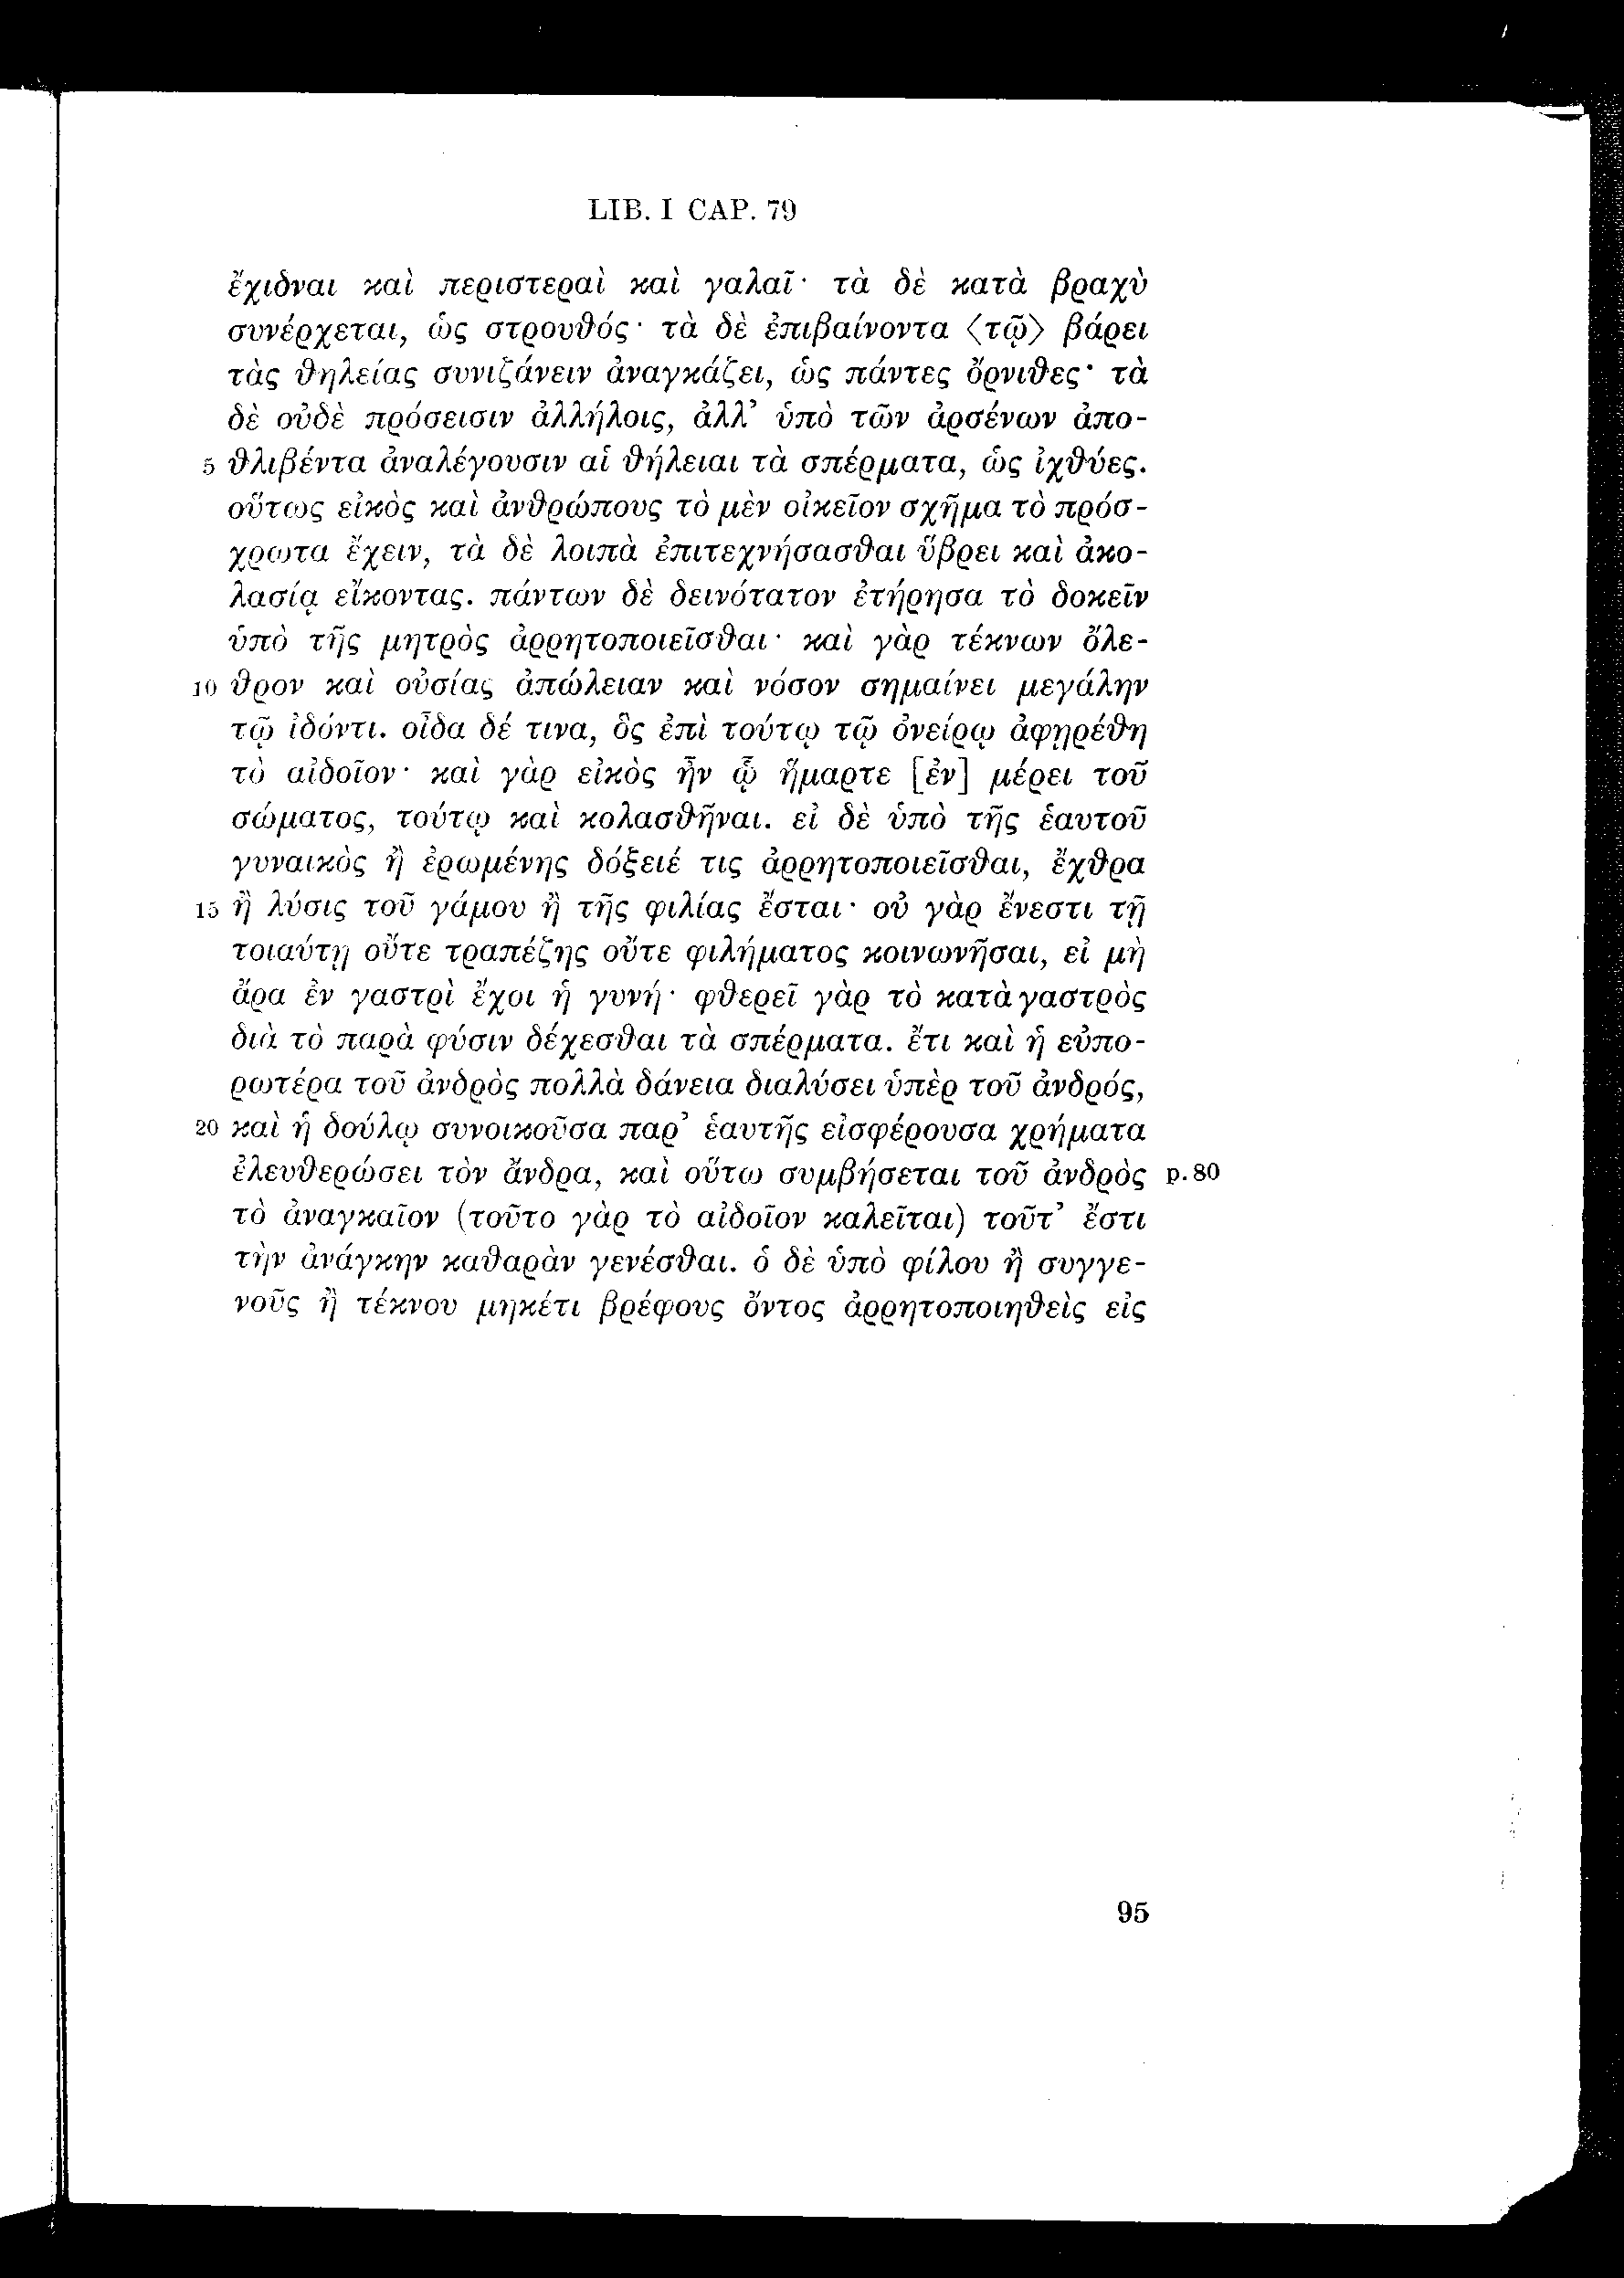 LIB. I CAP. 79
ἔχιδναι καὶ περιστεραὶ καὶ γαλαῖ· τὰ δὲ κατὰ βραχὺ
συνέρχεται, ὡς στρουθός· τὰ δὲ ἐπιβαίνοντα ⟨τῷ⟩ βάρει
τὰς θηλείας συνιζάνειν ἀναγκάζει, ὡς πάντες ὄρνιθες· τὰ
δὲ οὐδὲ πρόσεισιν ἀλλήλοις, ἀλλ’ ὑπὸ τῶν ἀρσένων ἀπο-
5 θλιβέντα ἀναλέγουσιν αἱ θήλειαι τὰ σπέρματα, ὡς ἰχθύες.
οὕτως εἰκὸς καὶ ἀνθρώπους τὸ μὲν οἰκεῖον σχῆμα τὸ πρόσ-
χρωτα ἔχειν, τὰ δὲ λοιπὰ ἐπιτεχνήσασθαι ὕβρει καὶ ἀκο-
λασίᾳ εἴκοντας. πάντων δὲ δεινότατον ἐτήρησα τὸ δοκεῖν
ὑπὸ τῆς μητρὸς ἀρρητοποιεῖσθαι· καὶ γὰρ τέκνων ὄλε-
10 θρον καὶ οὐσίας ἀπώλειαν καὶ νόσον σημαίνει μεγάλην
τῷ ἰδόντι. οἶδα δέ τινα, ὃς ἐπὶ τούτῳ τῷ ὀνείρῳ ἀφῃρέθη
τὸ αἰδοῖον· καὶ γὰρ εἰκὸς ἦν ᾧ ἥμαρτε [ἐν] μέρει τοῦ
σώματος, τούτῳ καὶ κολασθῆναι. εἰ δὲ ὑπὸ τῆς ἑαυτοῦ
γυναικὸς ἢ ἐρωμένης δόξειέ τις ἀρρητοποιεῖσθαι, ἔχθρα
15 ἢ λύσις τοῦ γάμου ἢ τῆς φιλίας ἔσται· οὐ γὰρ ἔνεστι τῇ
τοιαύτῃ οὔτε τραπέζης οὔτε φιλήματος κοινωνῆσαι, εἰ μὴ
ἄρα ἐν γαστρὶ ἔχοι ἡ γυνή· φθερεῖ γὰρ τὸ κατὰ γαστρὸς
διὰ τὸ παρὰ φύσιν δέχεσθαι τὰ σπέρματα. ἔτι καὶ ἡ εὐπο-
ρωτέρα τοῦ ἀνδρὸς πολλὰ δάνεια διαλύσει ὑπὲρ τοῦ ἀνδρός,
20 καὶ ἡ δούλῳ συνοικοῦσα παρ’ ἑαυτῆς εἰσφέρουσα χρήματα
ἐλευθερώσει τὸν ἄνδρα, καὶ οὕτω συμβήσεται τοῦ ἀνδρὸς p. 80
τὸ ἀναγκαῖον (τοῦτο γὰρ τὸ αἰδοῖον καλεῖται) τοῦτ’ ἔστι
τὴν ἀνάγκην καθαρὰν γενέσθαι. ὁ δὲ ὑπὸ φίλου ἢ συγγε-
νοῦς ἢ τέκνου μηκέτι βρέφους ὄντος ἀρρητοποιηθεὶς εἰς
95